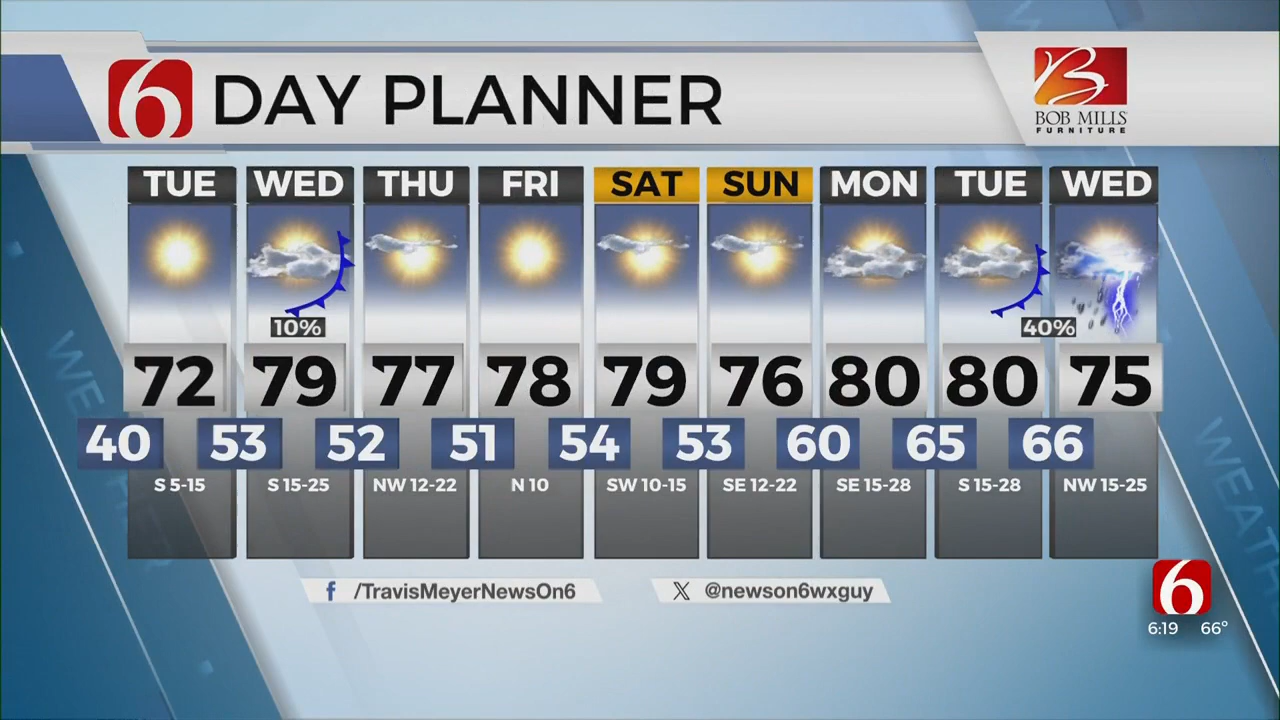 6 DAY PLANNER
B
BOB MILLS
FURNITURE
TUE WED THU FRI SAT SUN MON TUE WED
10% 40%
72 79 77 78 79 76 80 80 75
40 53 52 51 54 53 60 65 66
S 5-15 S 15-25 NW 12-22 N 10 SW 10-15 SE 12-22 SE 15-28 S 15-28 NW 15-25
f /TravisMeyerNewsOn6 X @newson6wxguy
6
6:19 66°
WEATHER
WEATH